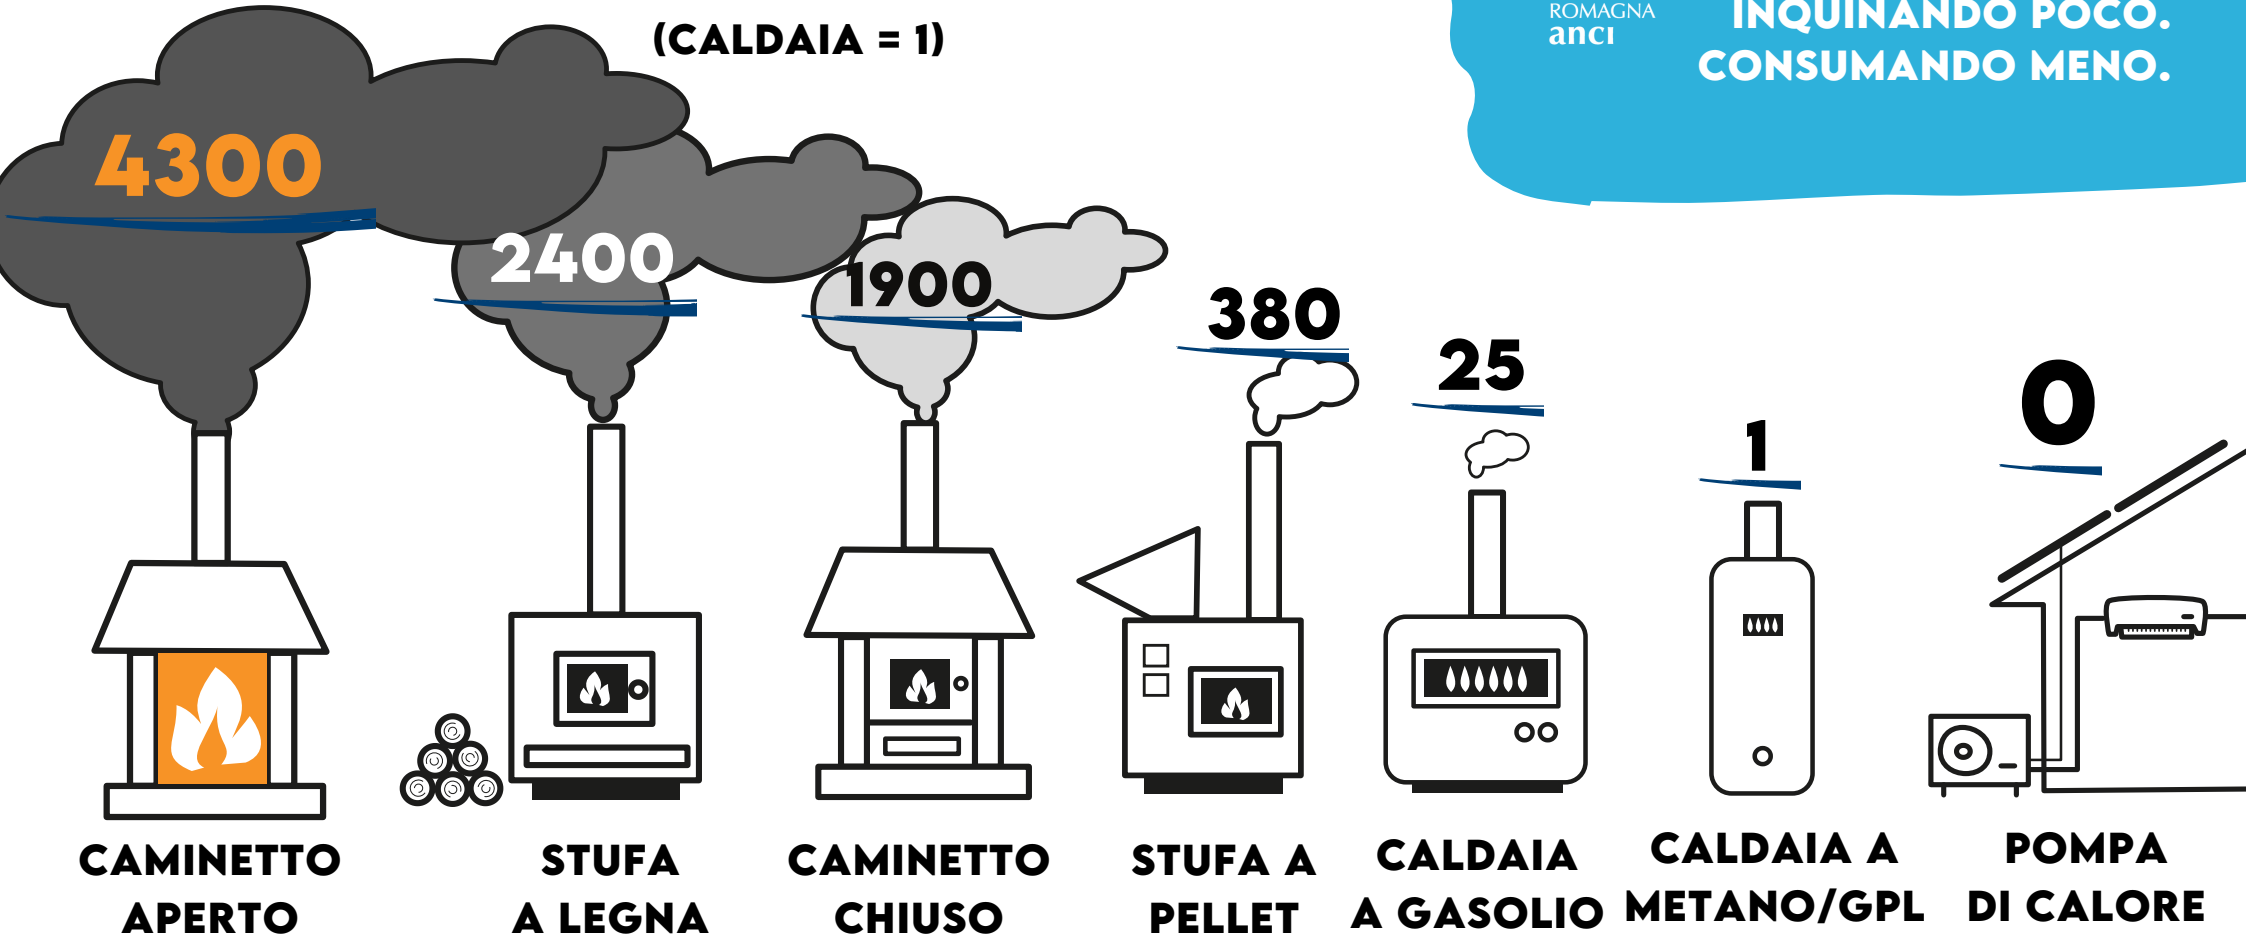 (CALDAIA = 1)
ROMAGNA
anci
INQUINANDO POCO.
CONSUMANDO MENO.
4300
2400
1900
380
25
1
0
CAMINETTO
APERTO
STUFA
A LEGNA
CAMINETTO
CHIUSO
STUFA A
PELLET
CALDAIA
A GASOLIO
CALDAIA A
METANO/GPL
POMPA
DI CALORE